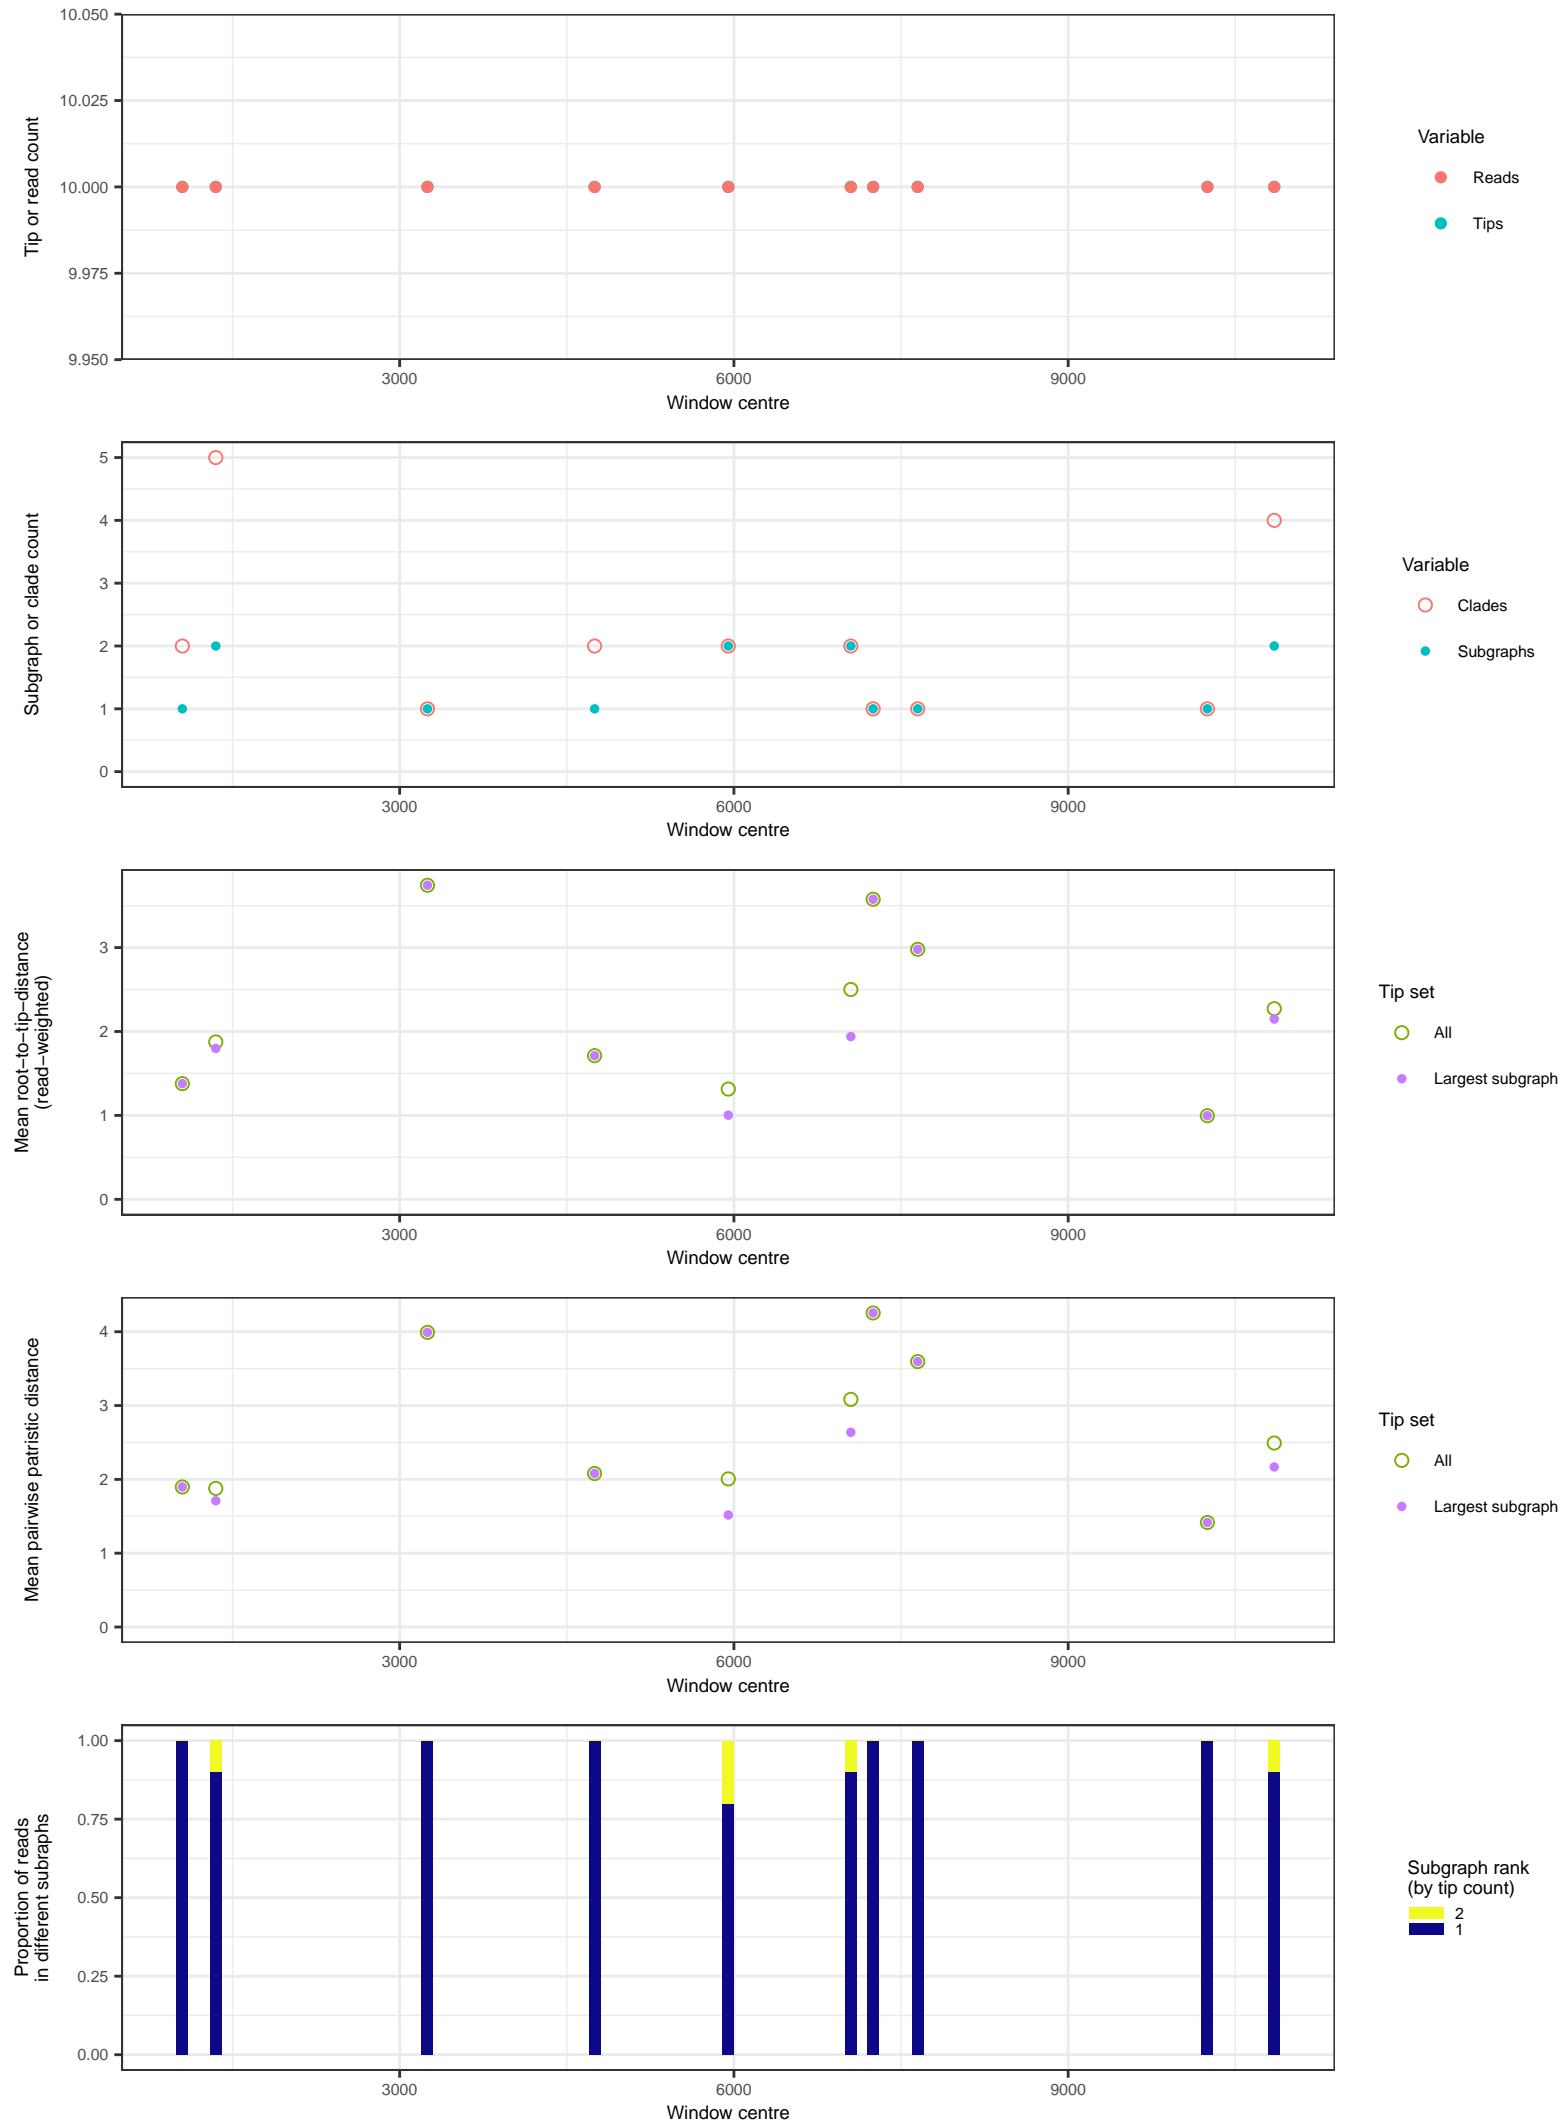 10.050
10.025
10.000
9.975
9.950
Tip or read count
3000
6000
9000
Window centre
Variable
Reads
Tips
5
4
3
2
1
0
Subgraph or clade count
3000
6000
9000
Window centre
Variable
Clades
Subgraphs
3
2
1
0
Mean root−to−tip−distance
(read−weighted)
3000
6000
9000
Window centre
Tip set
All
Largest subgraph
4
3
2
1
0
Mean pairwise patristic distance
3000
6000
9000
Window centre
Tip set
All
Largest subgraph
1.00
0.75
0.50
0.25
0.00
Proportion of reads
in different subraphs
3000
6000
9000
Window centre
Subgraph rank
(by tip count)
2
1